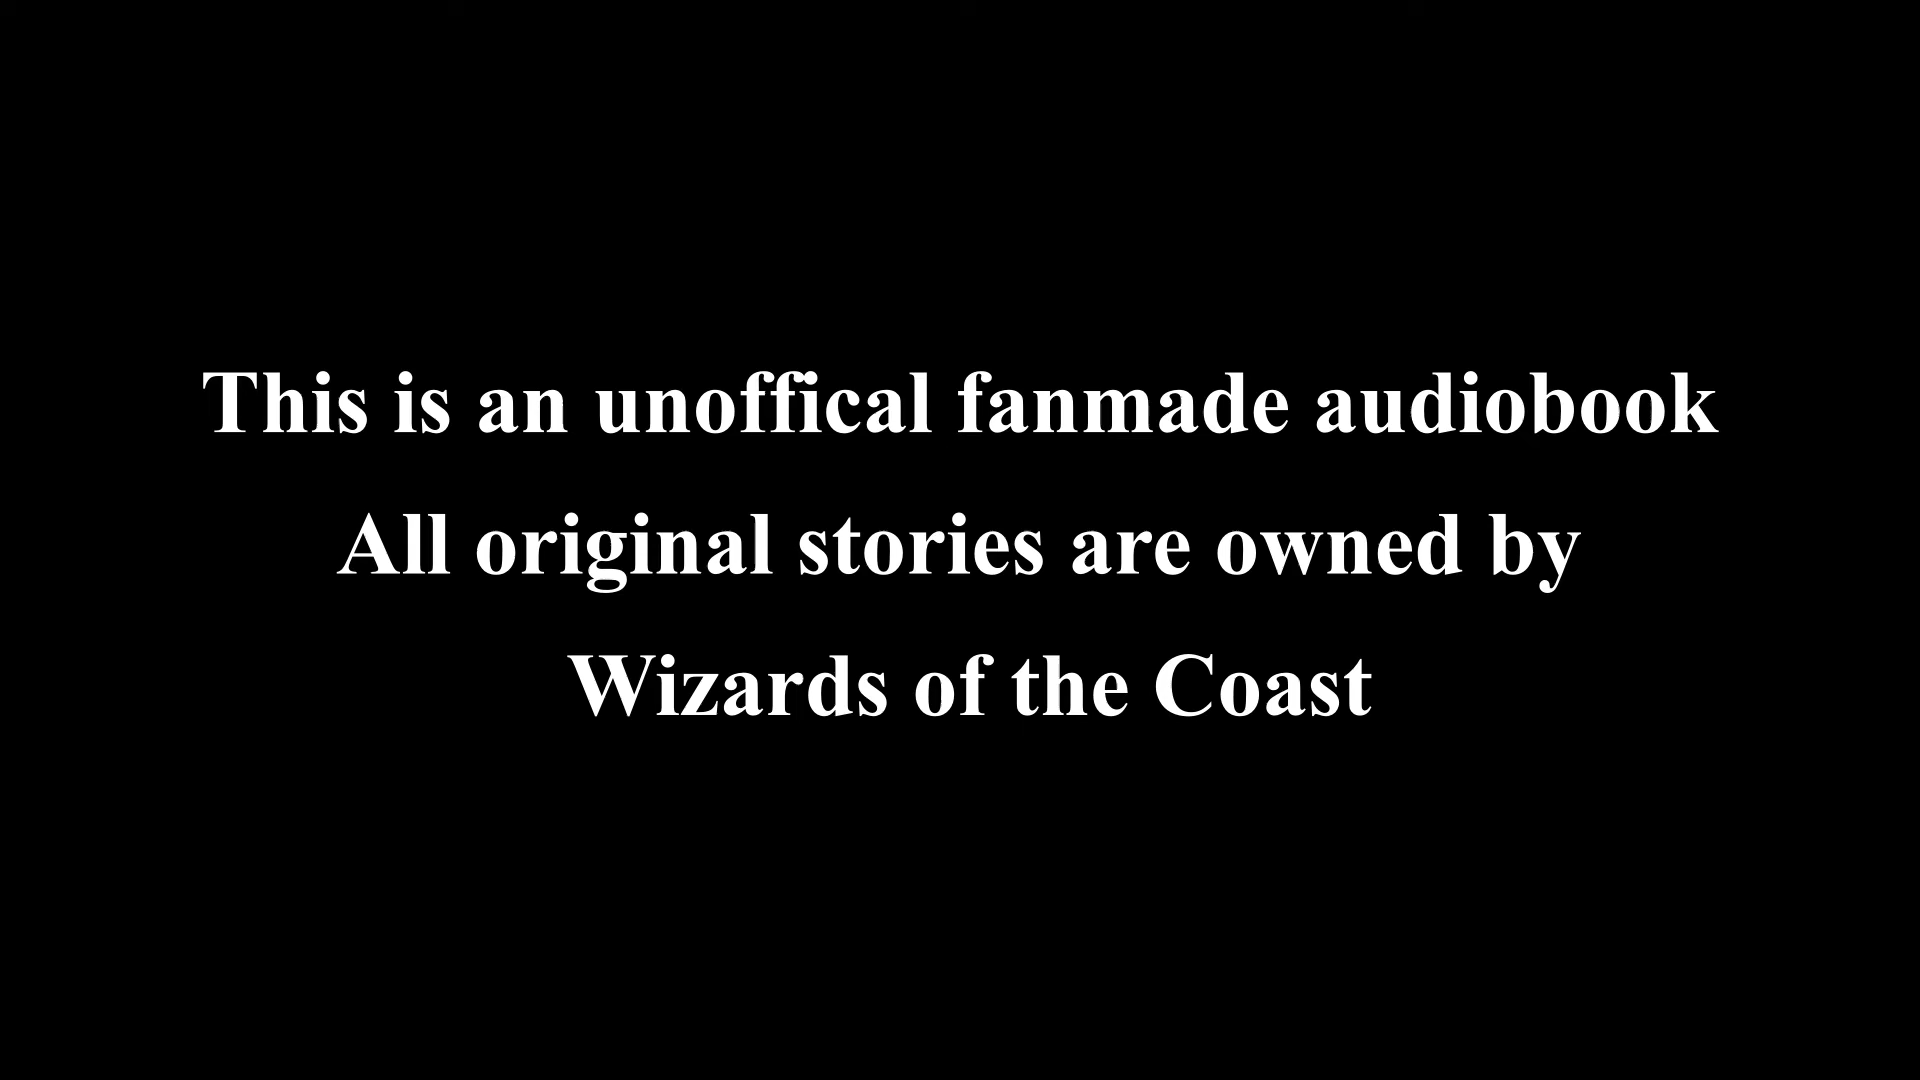 This is an unoffical fanmade audiobook
All original stories are owned by
Wizards of the Coast